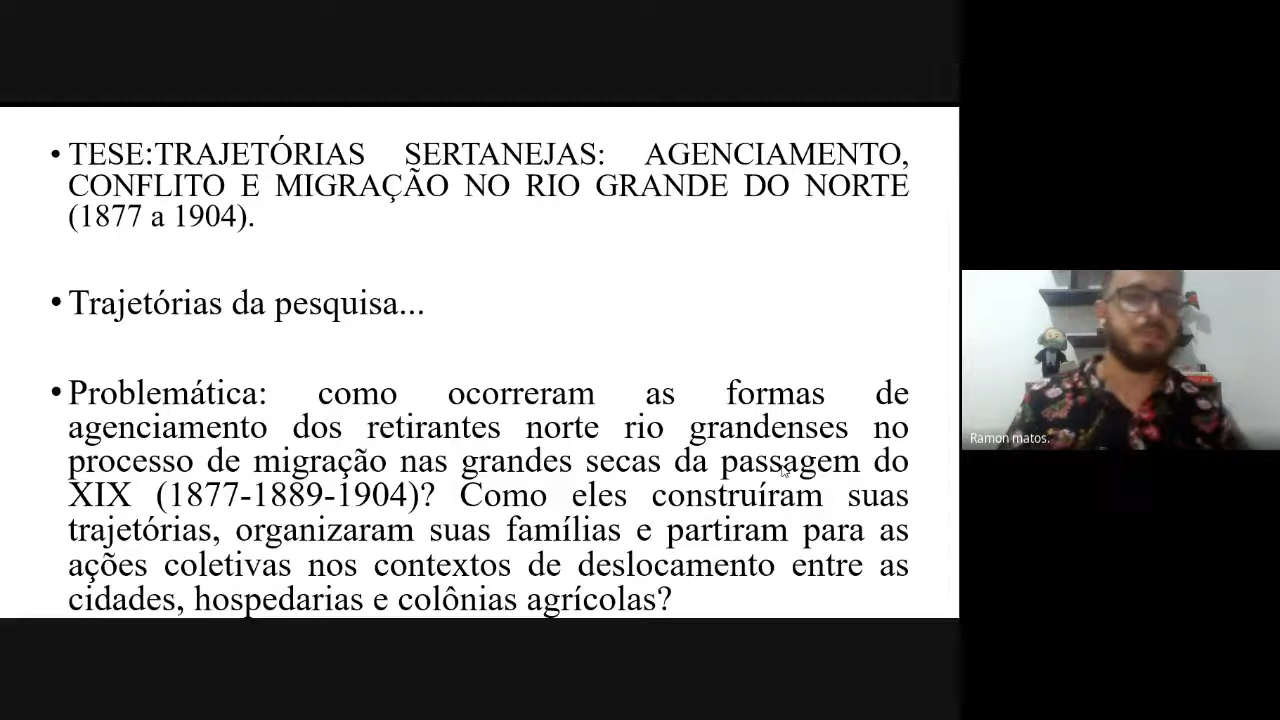 • TESE:TRAJETÓRIAS SERTANEJAS: AGENCIAMENTO,
CONFLITO E MIGRAÇÃO NO RIO GRANDE DO NORTE
(1877 a 1904).
• Trajetórias da pesquisa...
• Problemática: como ocorreram as formas de
agenciamento dos retirantes norte rio grandenses no
processo de migração nas grandes secas da passagem do
XIX (1877-1889-1904)? Como eles construíram suas
trajetórias, organizaram suas famílias e partiram para as
ações coletivas nos contextos de deslocamento entre as
cidades, hospedarias e colônias agrícolas?
Ramon matos.